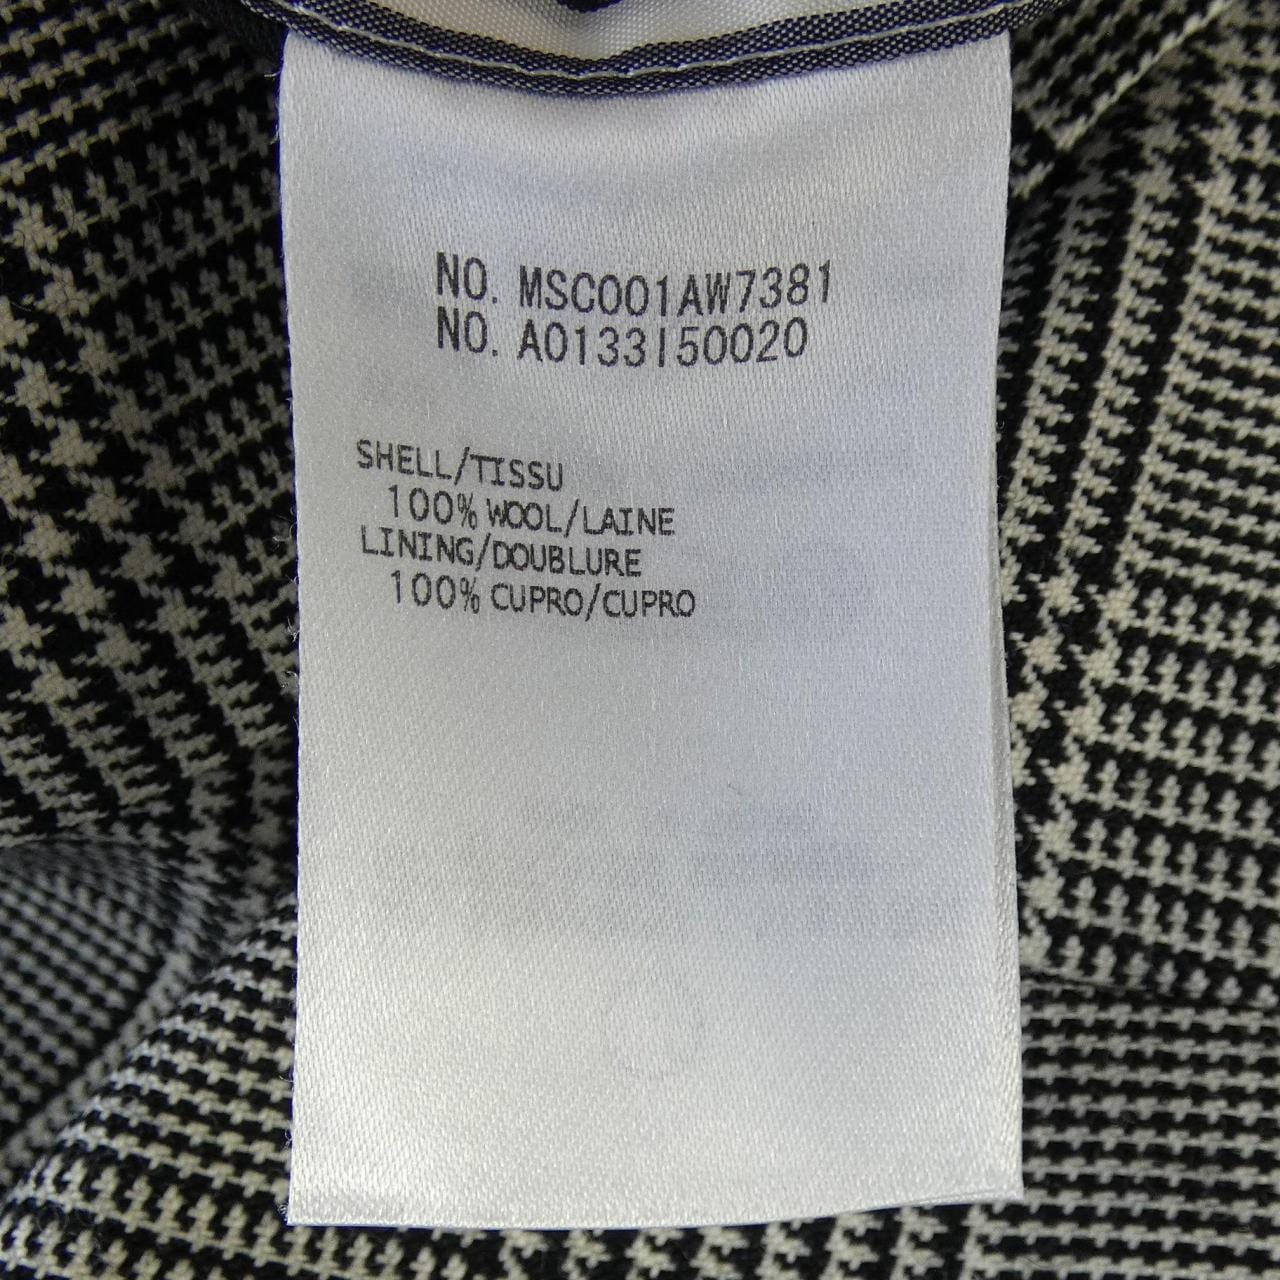 NO. MSC001AW7381
NO. A0133I50020
SHELL/TISSU
100% WOOL/LAINE
LINING/DOUBLURE
100% CUPRO/CUPRO